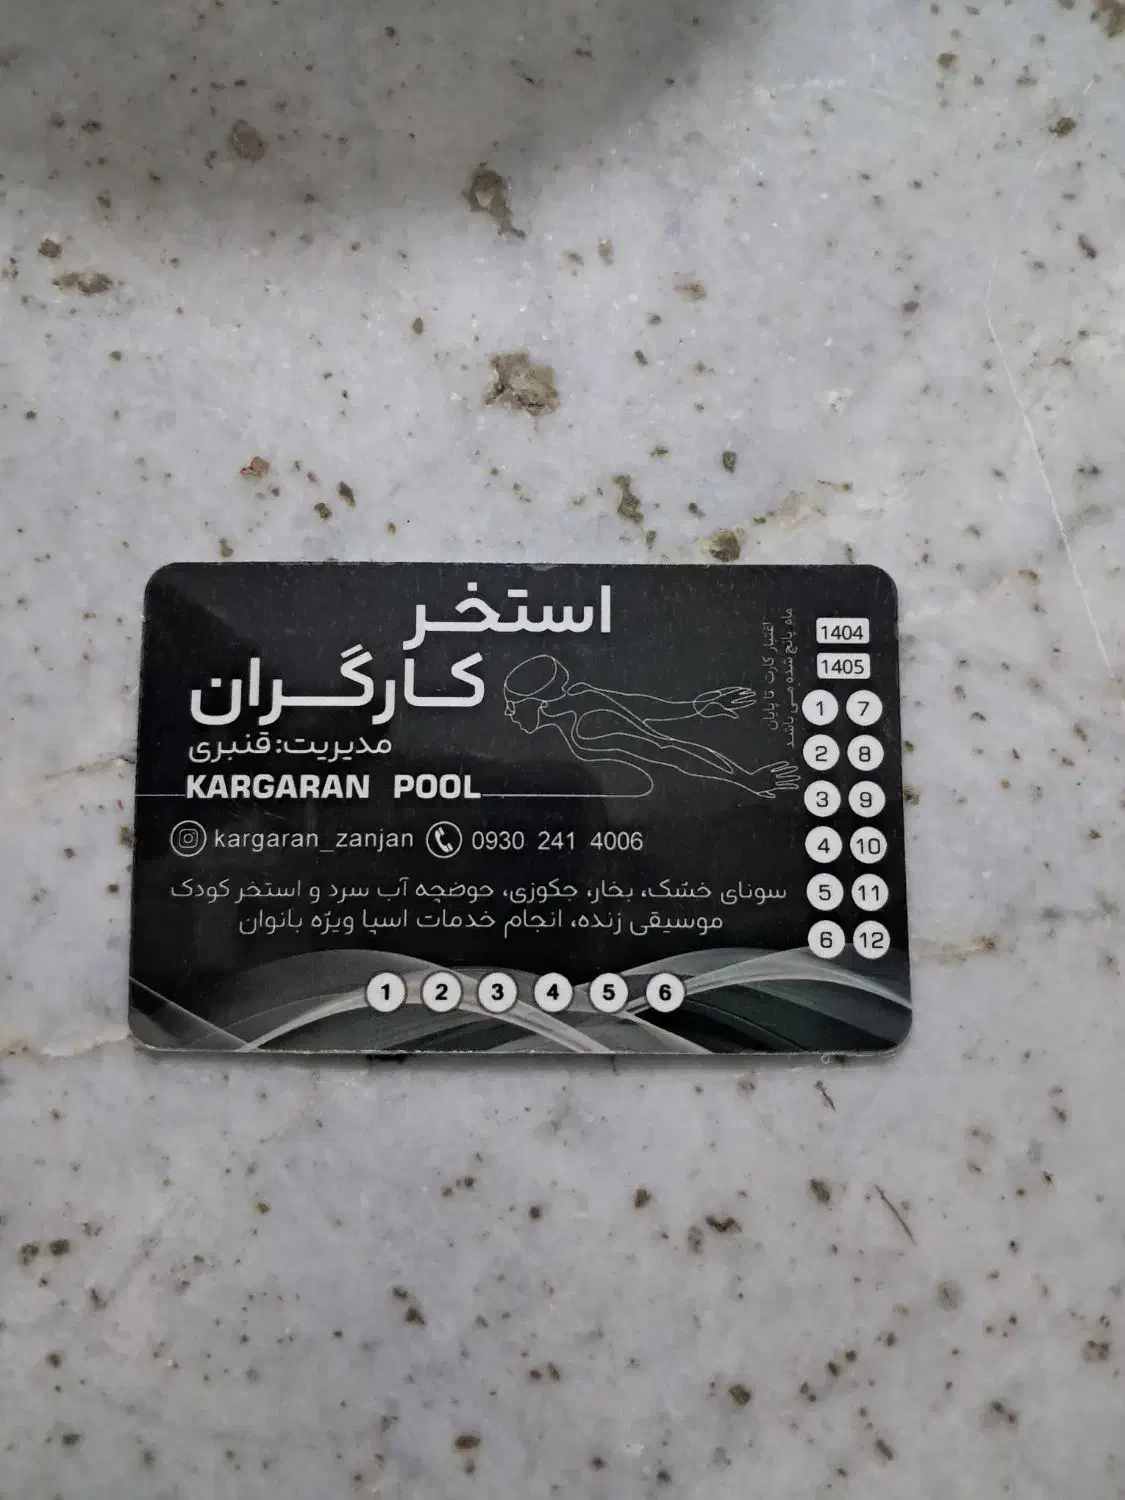 استخر
کارگران
مدیریت: قنبری
KARGARAN POOL
kargaran_zanjan 0930 241 4006
سونای خشک، بخار، جکوزی، حوضچه آب سرد و استخر کودک
موسیقی زنده، انجام خدمات اسپا ویژه بانوان
1 2 3 4 5 6
اعتبار کارت تا پایان
ماه پانچ شده می باشد
1404
1405
1 7
2 8
3 9
4 10
5 11
6 12